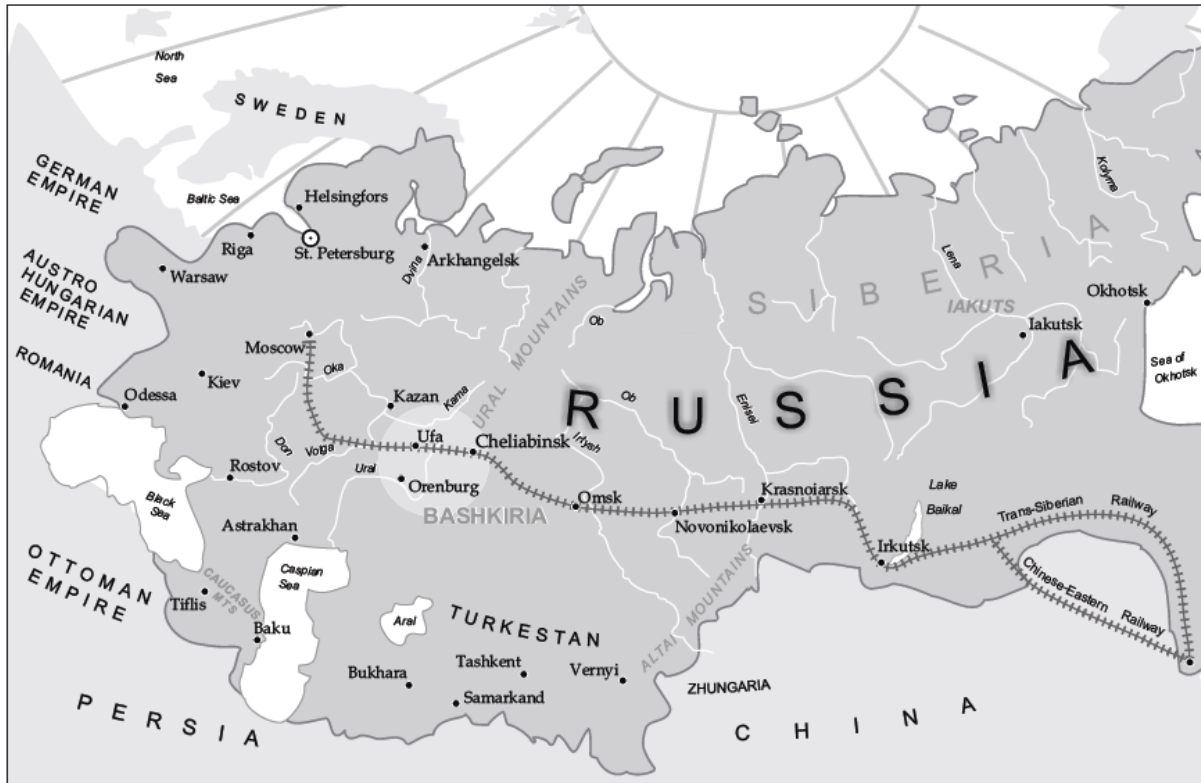 North
Sea
SWEDEN
GERMAN
EMPIRE
Baltic Sea
Helsingfors
Riga
St. Petersburg
Warsaw
Dvina
Arkhangelsk
AUSTRO
HUNGARIAN
EMPIRE
Kolyma
Lena
SIBERIA
IAKUTS
Okhotsk
Iakutsk
Sea of
Okhotsk
URAL MOUNTAINS
Ob
Moscow
ROMANIA
Kiev
Oka
Odessa
Kazan
Kama
RUSSIA
Ob
Enisei
Irtysh
Ufa
Cheliabinsk
Don
Volga
Ural
Rostov
Orenburg
BASHKIRIA
Black
Sea
Omsk
Krasnoiarsk
Novonikolaevsk
Lake
Baikal
Trans-Siberian Railway
Irkutsk
Chinese-Eastern Railway
Astrakhan
OTTOMAN
EMPIRE
Caspian
Sea
CAUCASUS
MTS
Tiflis
Baku
Aral
TURKESTAN
ALTAI MOUNTAINS
Bukhara
Tashkent
Vernyi
Samarkand
ZHUNGARIA
PERSIA
CHINA